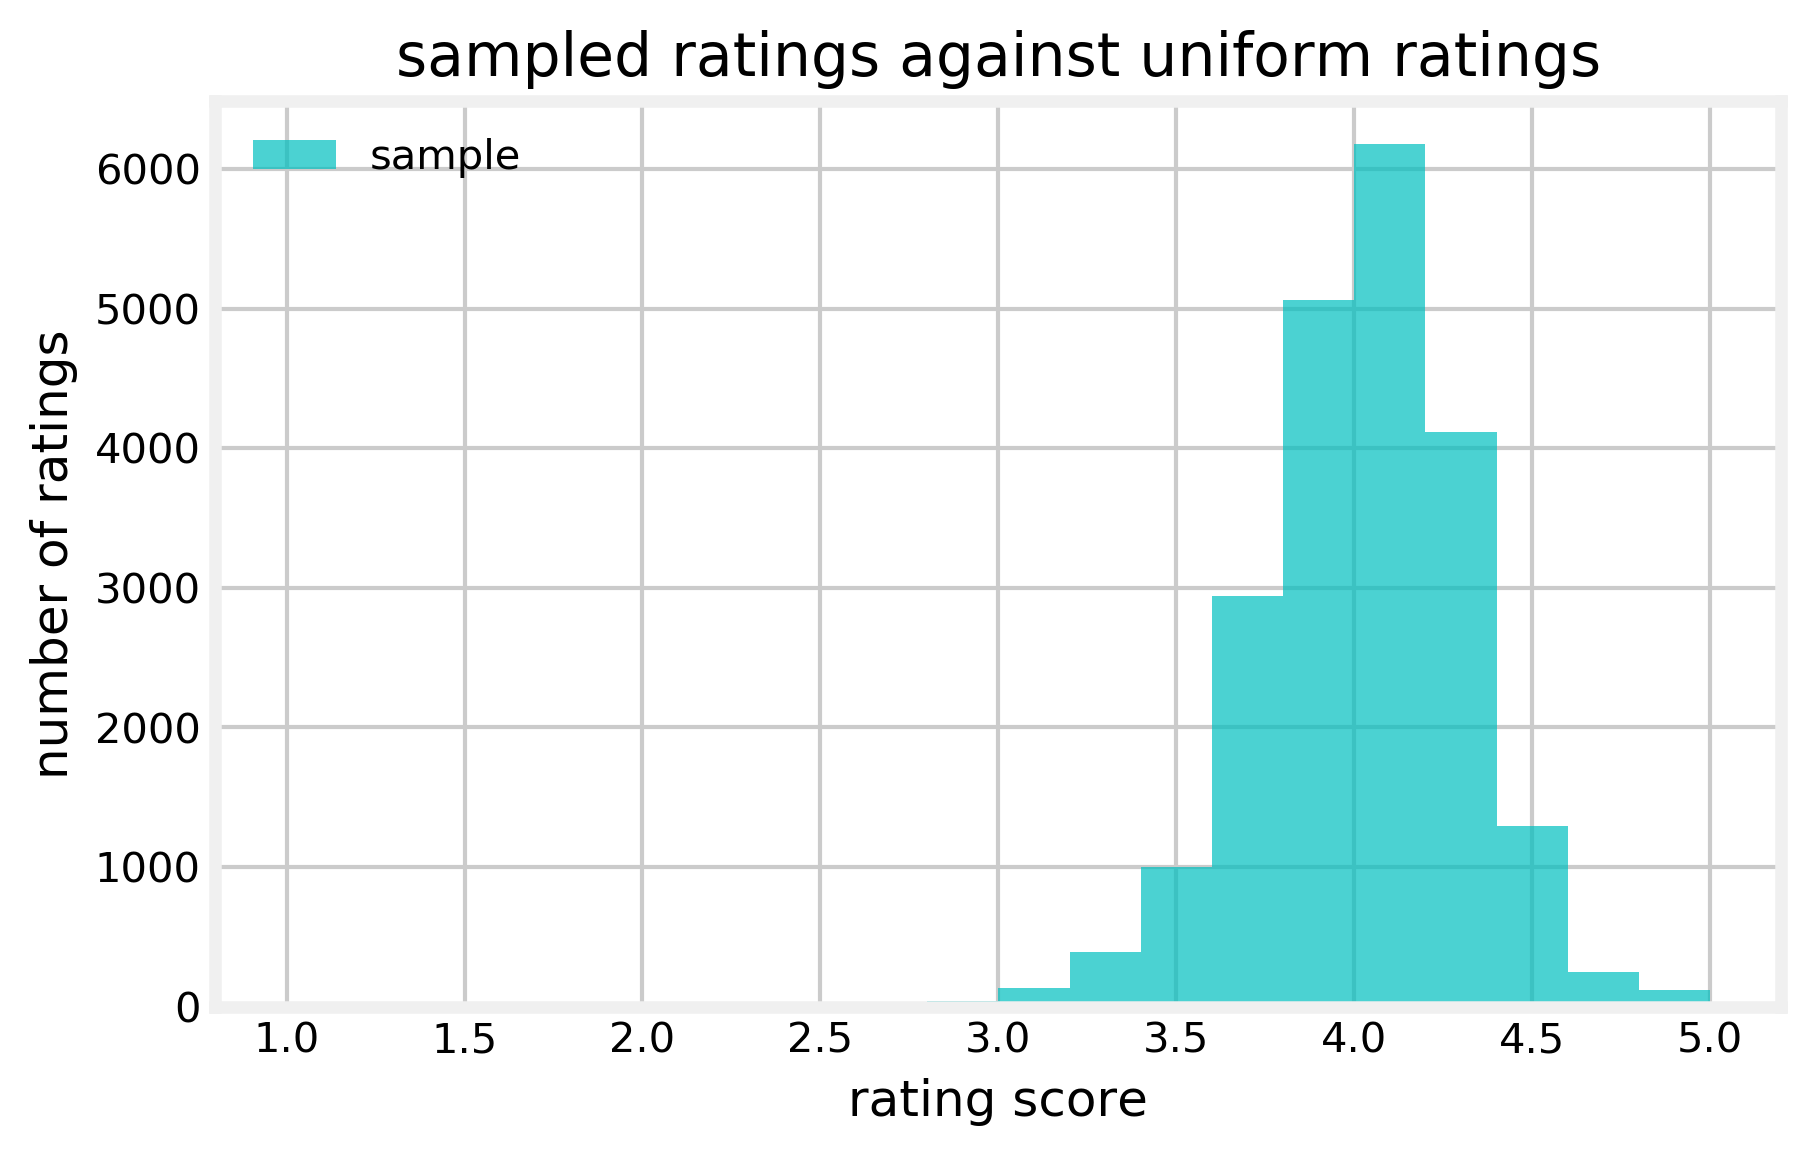 sampled ratings against uniform ratings
sample
number of ratings
6000
5000
4000
3000
2000
1000
0
1.0 1.5 2.0 2.5 3.0 3.5 4.0 4.5 5.0
rating score